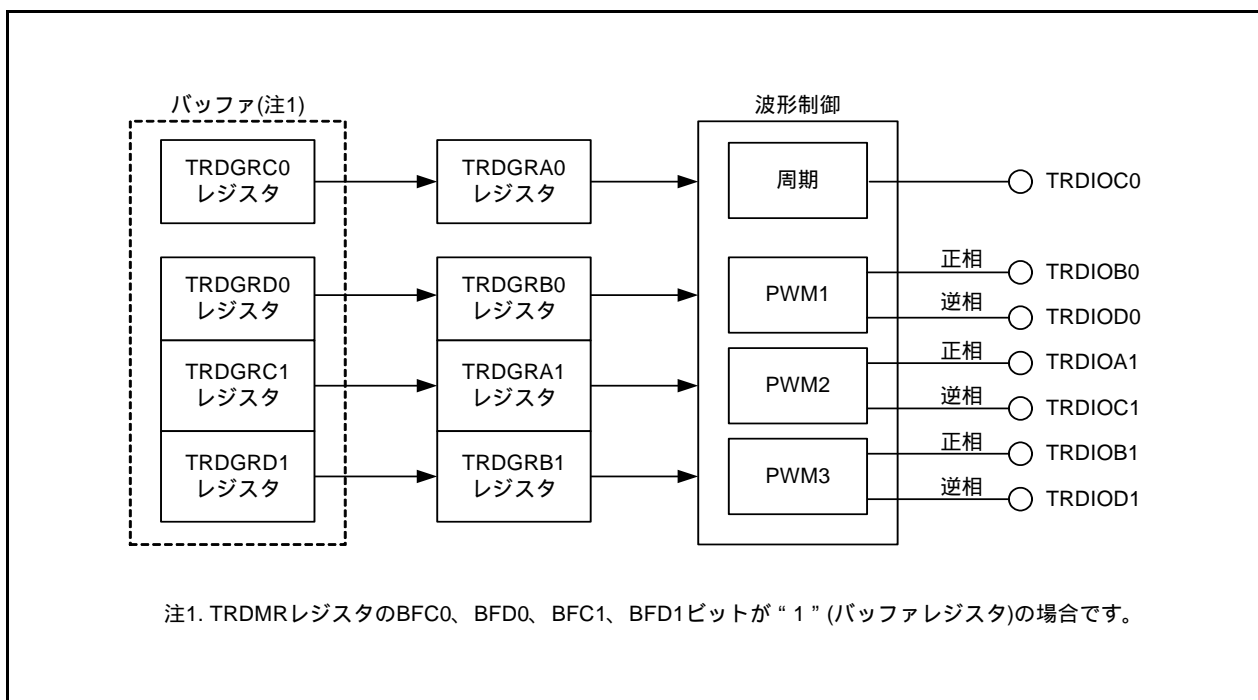 バッファ(注1)
波形制御
TRDGRC0
レジスタ
TRDGRA0
レジスタ
周期
TRDIOC0
TRDGRD0
レジスタ
TRDGRB0
レジスタ
PWM1
正相
TRDIOB0
逆相
TRDIOD0
TRDGRC1
レジスタ
TRDGRA1
レジスタ
PWM2
正相
TRDIOA1
逆相
TRDIOC1
TRDGRD1
レジスタ
TRDGRB1
レジスタ
PWM3
正相
TRDIOB1
逆相
TRDIOD1
注1. TRDMRレジスタのBFC0、BFD0、BFC1、BFD1ビットが“1”(バッファレジスタ)の場合です。